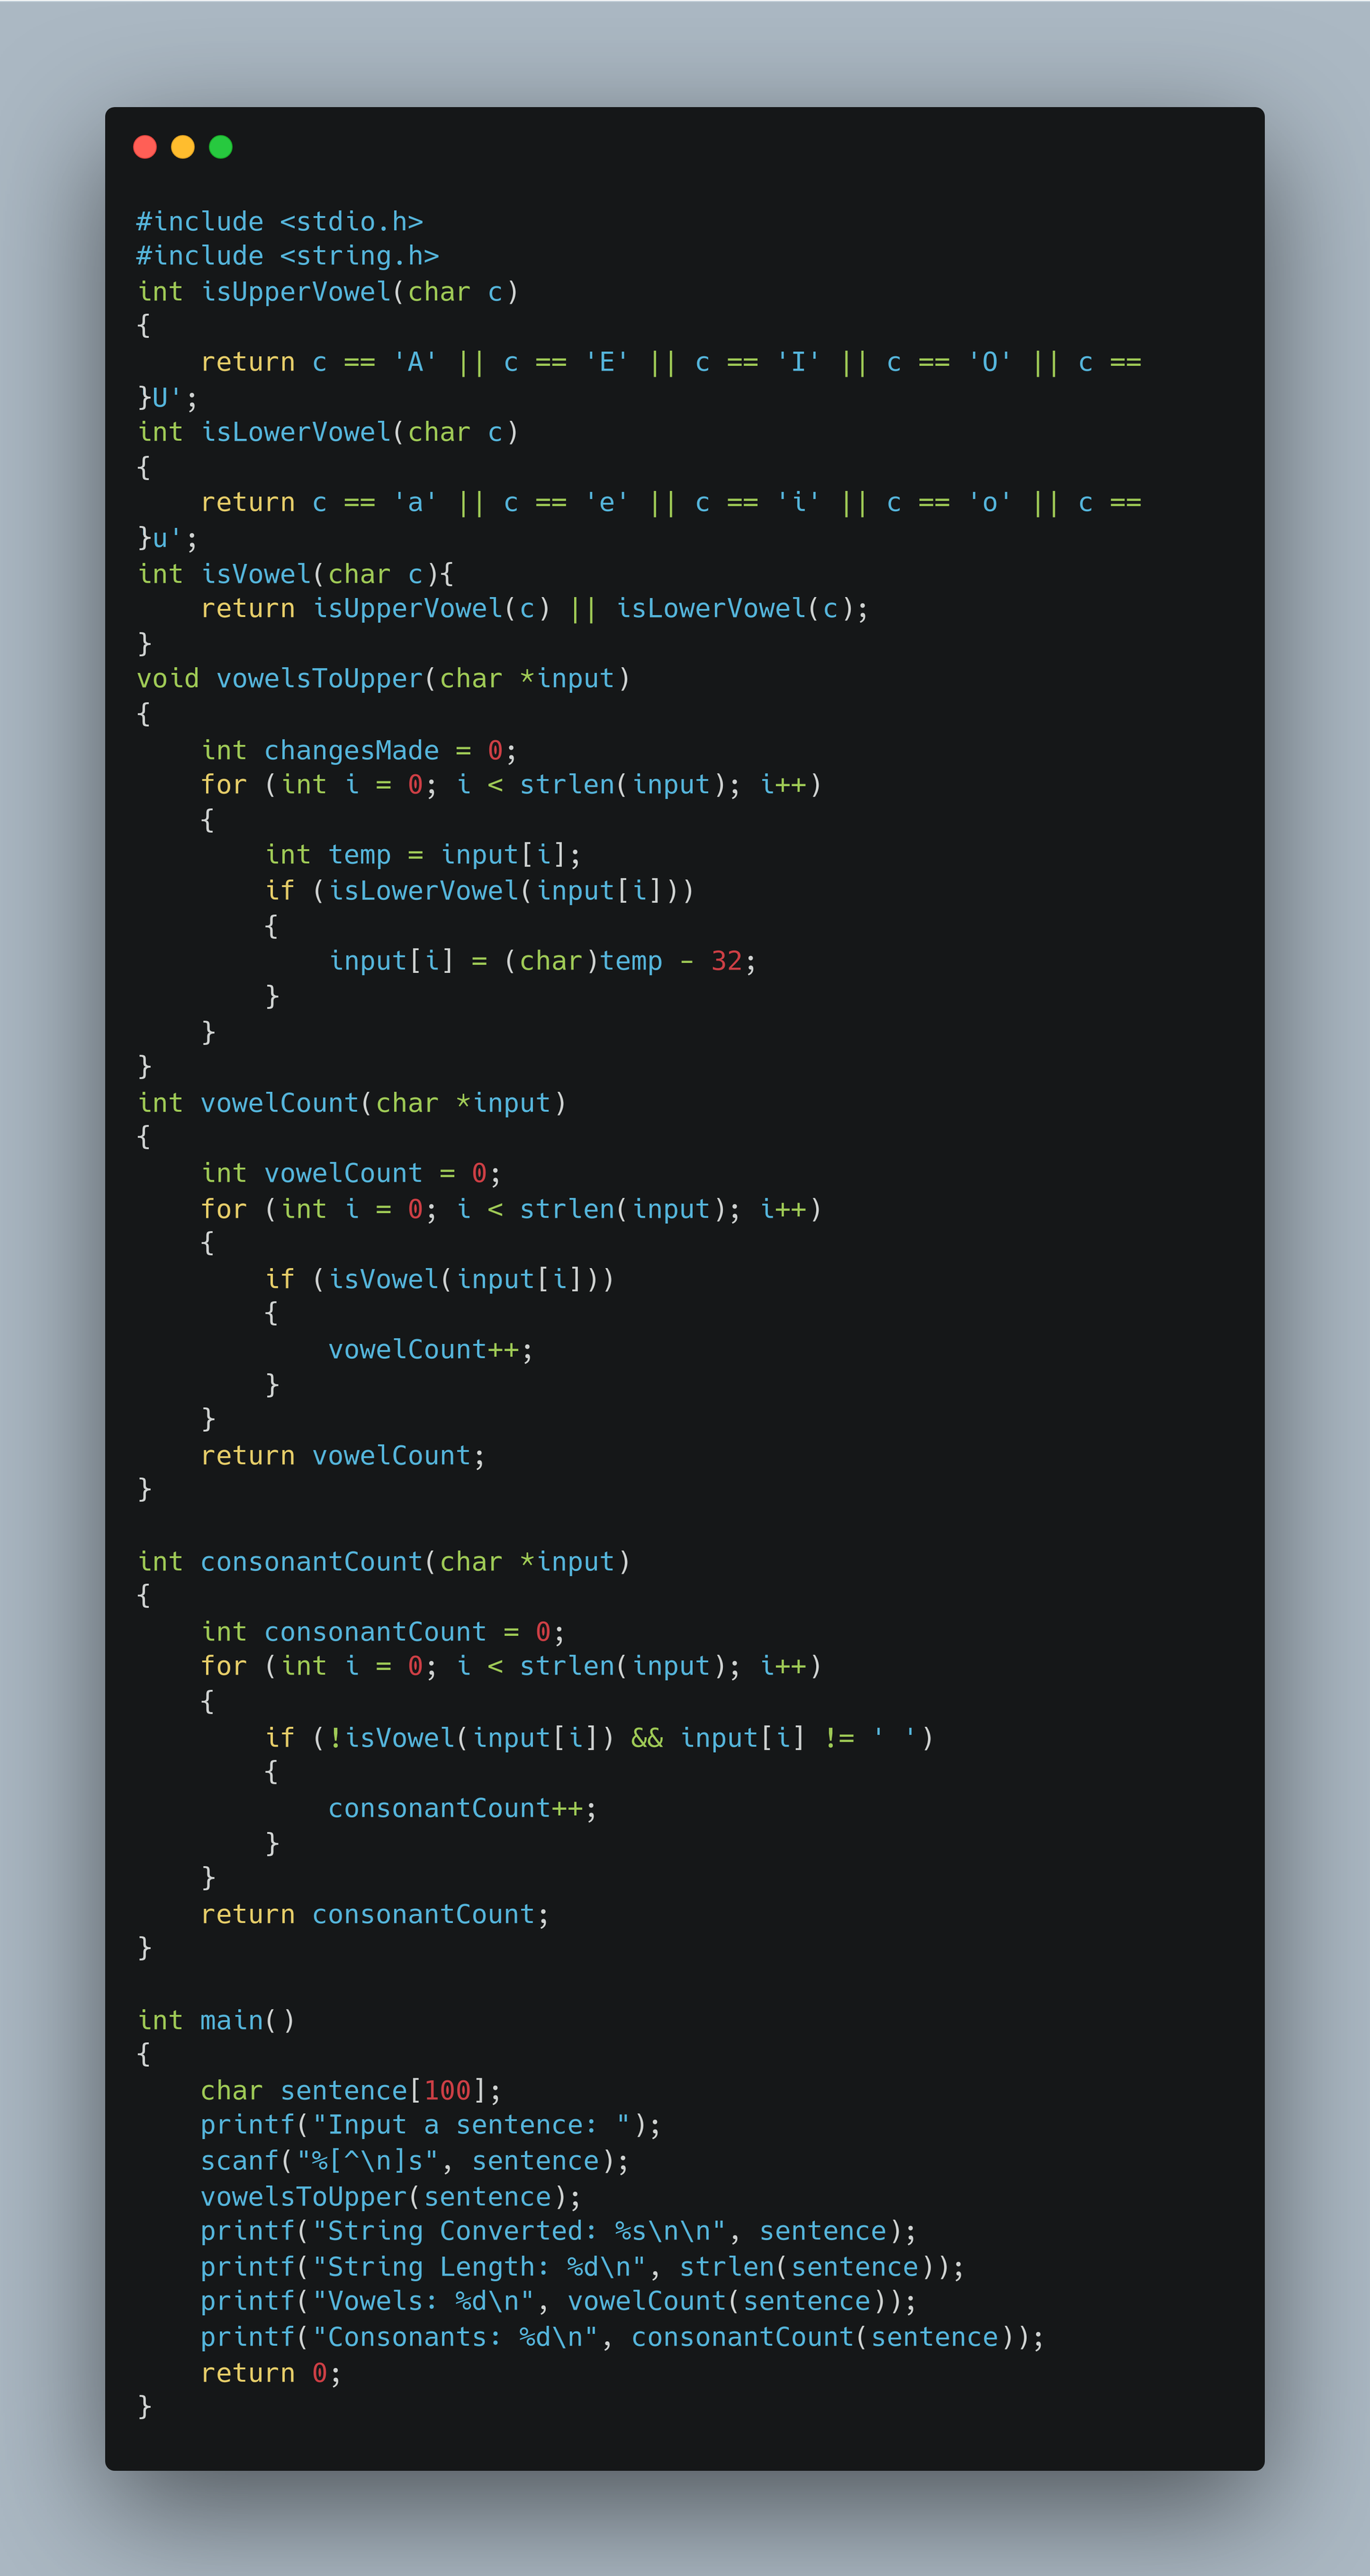 #include <stdio.h>
#include <string.h>
int isUpperVowel(char c)
{
    return c == 'A' || c == 'E' || c == 'I' || c == 'O' || c ==
}U';
int isLowerVowel(char c)
{
    return c == 'a' || c == 'e' || c == 'i' || c == 'o' || c ==
}u';
int isVowel(char c){
    return isUpperVowel(c) || isLowerVowel(c);
}
void vowelsToUpper(char *input)
{
    int changesMade = 0;
    for (int i = 0; i < strlen(input); i++)
    {
        int temp = input[i];
        if (isLowerVowel(input[i]))
        {
            input[i] = (char)temp - 32;
        }
    }
}
int vowelCount(char *input)
{
    int vowelCount = 0;
    for (int i = 0; i < strlen(input); i++)
    {
        if (isVowel(input[i]))
        {
            vowelCount++;
        }
    }
    return vowelCount;
}

int consonantCount(char *input)
{
    int consonantCount = 0;
    for (int i = 0; i < strlen(input); i++)
    {
        if (!isVowel(input[i]) && input[i] != ' ')
        {
            consonantCount++;
        }
    }
    return consonantCount;
}

int main()
{
    char sentence[100];
    printf("Input a sentence: ");
    scanf("%[^\n]s", sentence);
    vowelsToUpper(sentence);
    printf("String Converted: %s\n\n", sentence);
    printf("String Length: %d\n", strlen(sentence));
    printf("Vowels: %d\n", vowelCount(sentence));
    printf("Consonants: %d\n", consonantCount(sentence));
    return 0;
}